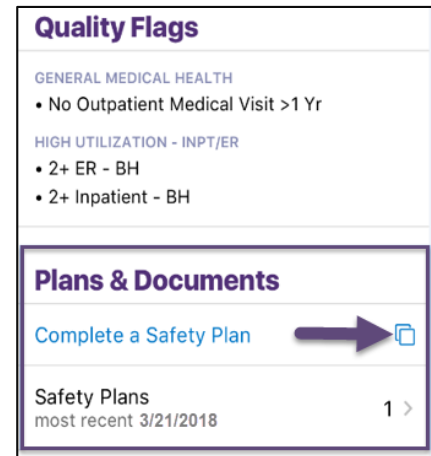 Quality Flags
GENERAL MEDICAL HEALTH
• No Outpatient Medical Visit >1 Yr
HIGH UTILIZATION - INPT/ER
• 2+ ER - BH
• 2+ Inpatient - BH
Plans & Documents
Complete a Safety Plan
Safety Plans
1 >
most recent 3/21/2018